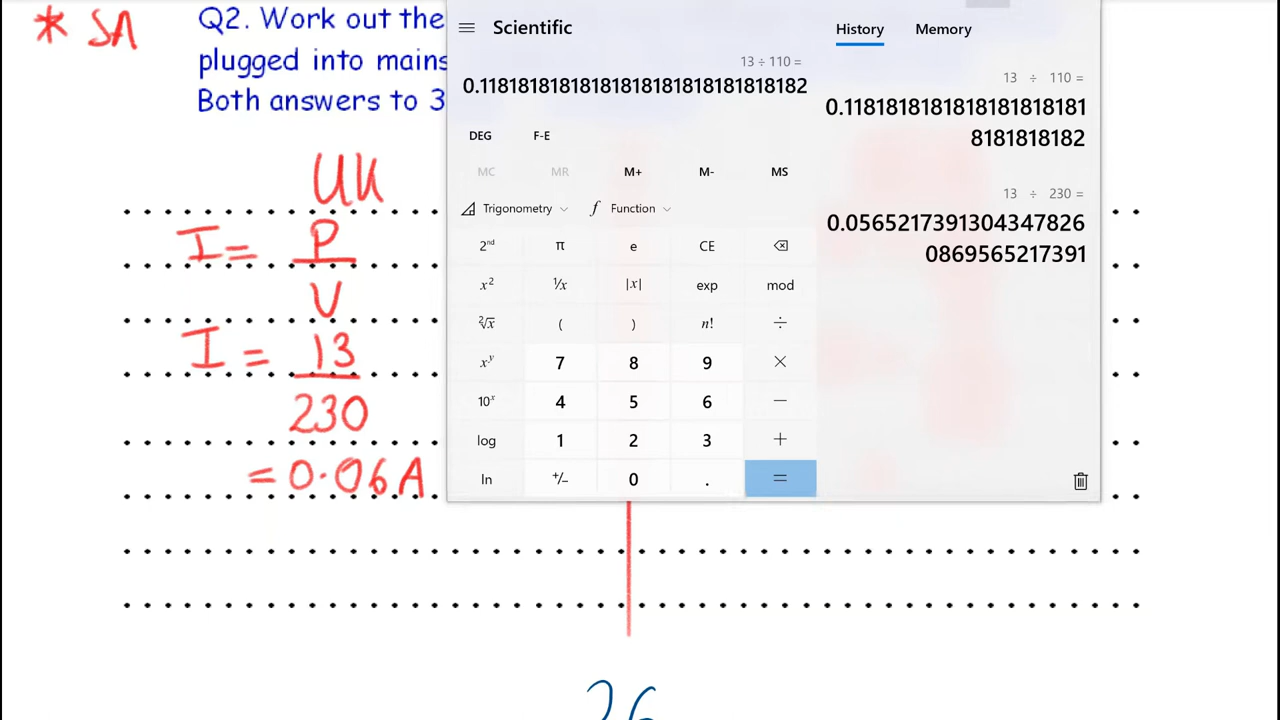 * SA
Q2. Work out the
plugged into mains
Both answers to 3
UK
I = P
V
I = 13
230
= 0.06A
Scientific
13 ÷ 110 =
0.11818181818181818181818181818182
DEG F-E
MC MR M+ M- MS
Trigonometry f Function
2nd π e CE
x² ¹/x |x| exp mod
²√x ( ) n! ÷
xʸ 7 8 9 ×
10ˣ 4 5 6 −
log 1 2 3 +
ln +/− 0 . =
History Memory
13 ÷ 110 =
0.1181818181818181818181
8181818182
13 ÷ 230 =
0.0565217391304347826
0869565217391
26